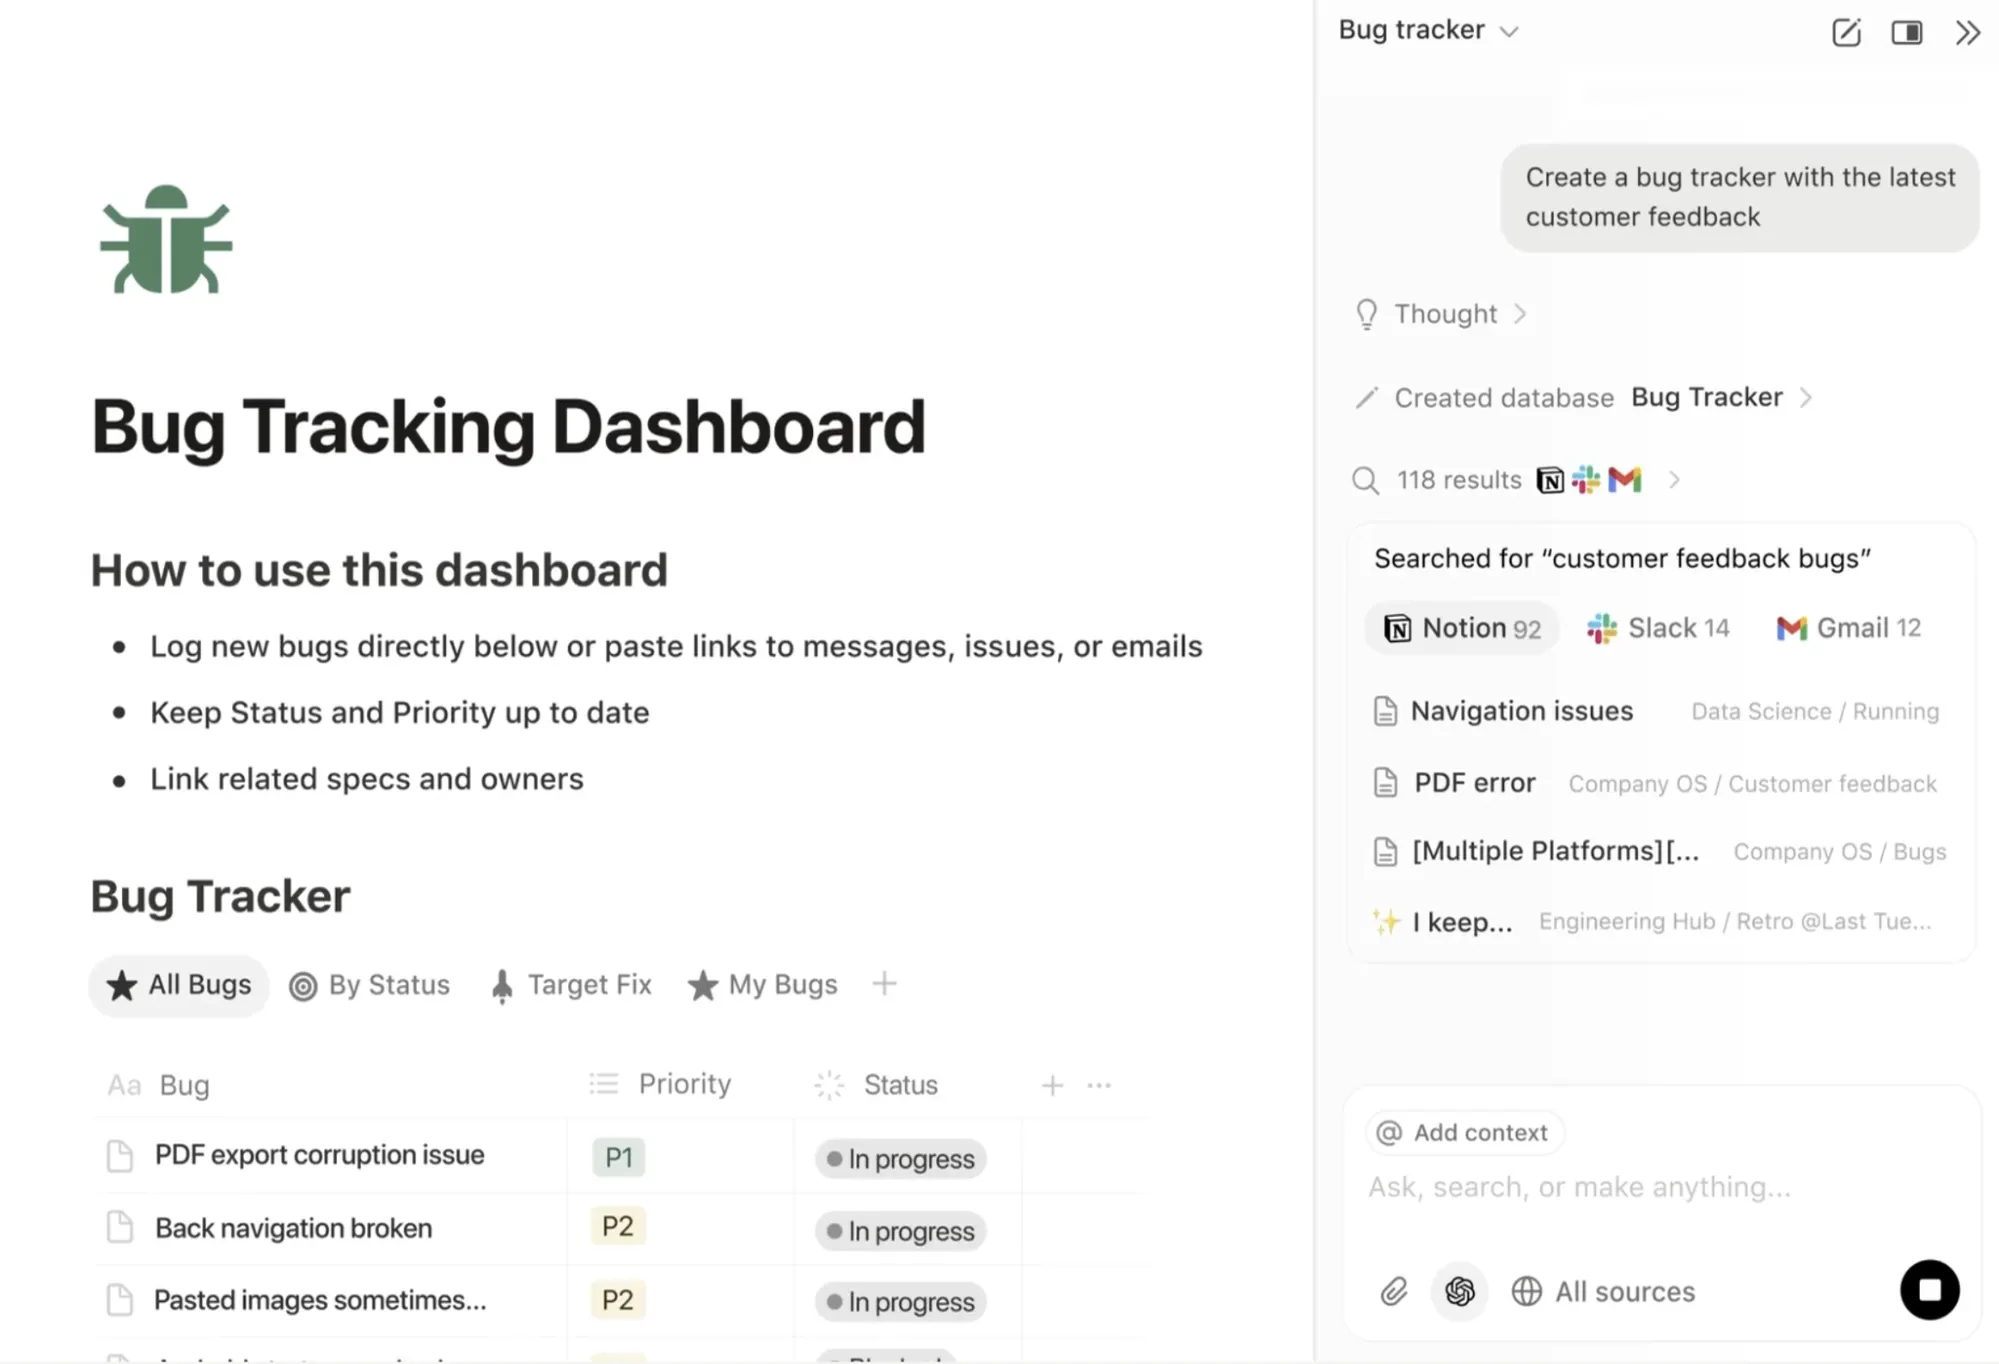 Bug Tracking Dashboard
How to use this dashboard
• Log new bugs directly below or paste links to messages, issues, or emails
• Keep Status and Priority up to date
• Link related specs and owners
Bug Tracker
All Bugs By Status Target Fix My Bugs +
Aa Bug Priority Status + ...
PDF export corruption issue P1 In progress
Back navigation broken P2 In progress
Pasted images sometimes... P2 In progress
Bug tracker
Create a bug tracker with the latest
customer feedback
Thought
Created database Bug Tracker
118 results
Searched for “customer feedback bugs”
Notion 92 Slack 14 Gmail 12
Navigation issues Data Science / Running
PDF error Company OS / Customer feedback
[Multiple Platforms][... Company OS / Bugs
I keep... Engineering Hub / Retro @Last Tue...
@ Add context
Ask, search, or make anything...
All sources